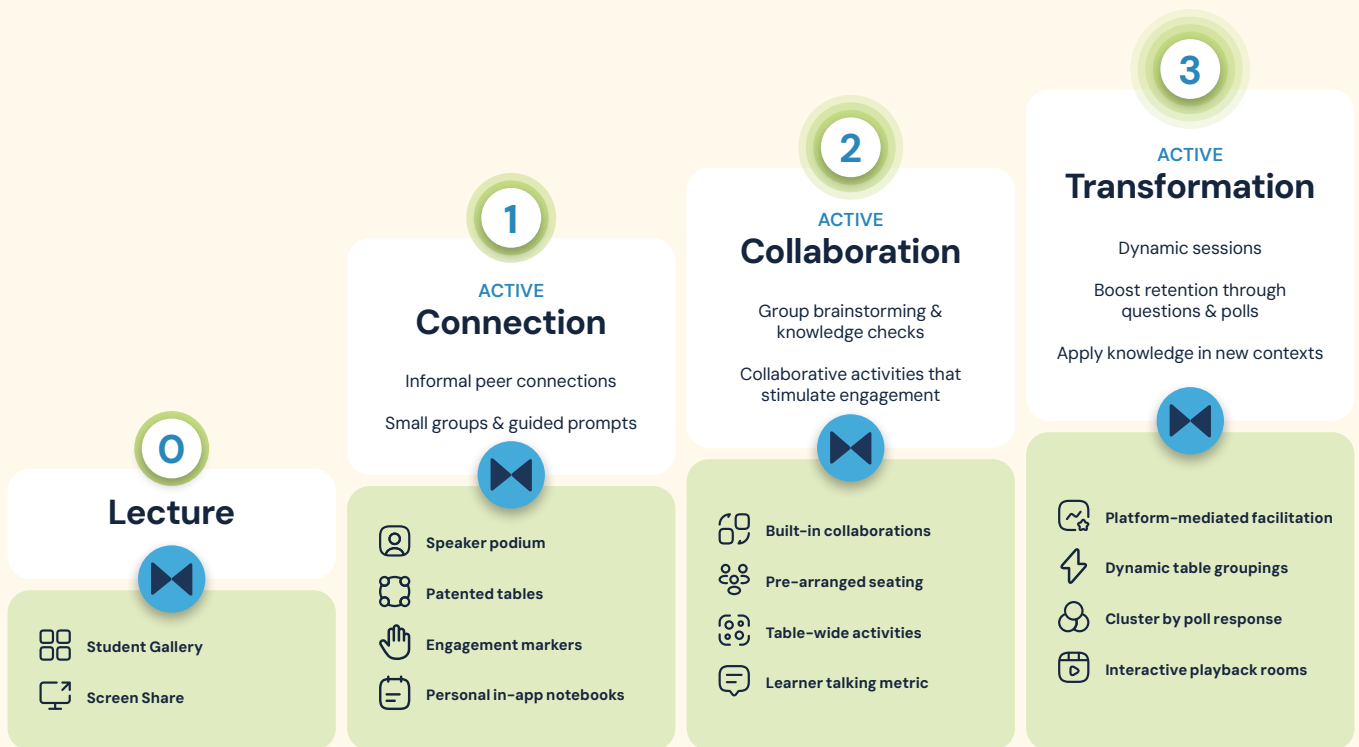 0
Lecture
Student Gallery
Screen Share
1
ACTIVE
Connection
Informal peer connections
Small groups & guided prompts
Speaker podium
Patented tables
Engagement markers
Personal in-app notebooks
2
ACTIVE
Collaboration
Group brainstorming &
knowledge checks
Collaborative activities that
stimulate engagement
Built-in collaborations
Pre-arranged seating
Table-wide activities
Learner talking metric
3
ACTIVE
Transformation
Dynamic sessions
Boost retention through
questions & polls
Apply knowledge in new contexts
Platform-mediated facilitation
Dynamic table groupings
Cluster by poll response
Interactive playback rooms